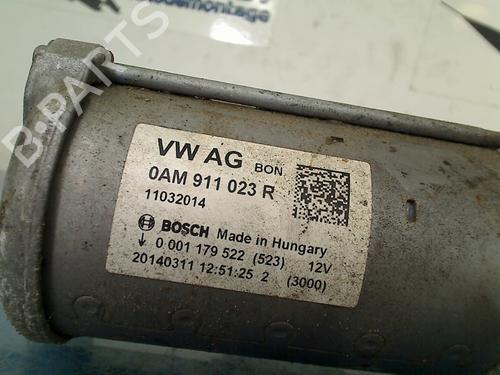 B-PARTS
VW AG BON
0AM 911 023 R
11032014
BOSCH Made in Hungary
0 001 179 522 (523) 12V
20140311 12:51:25 2 (3000)